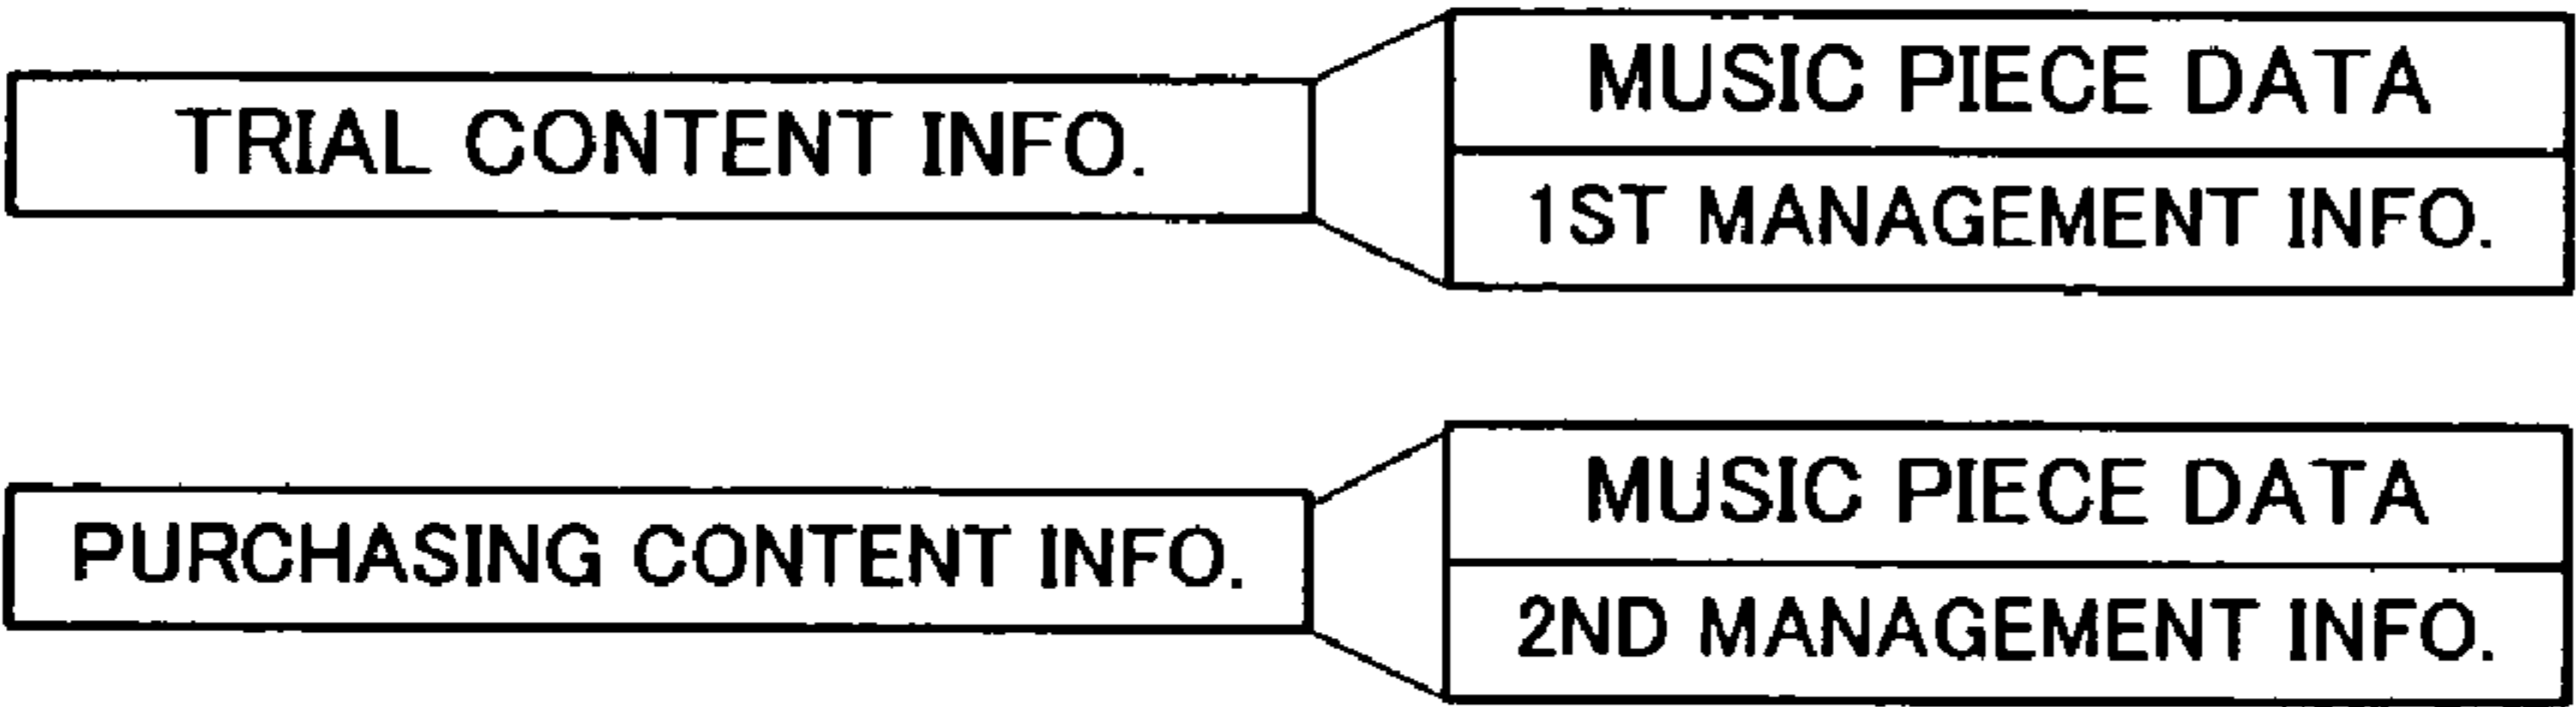 TRIAL CONTENT INFO.
MUSIC PIECE DATA
1ST MANAGEMENT INFO.
PURCHASING CONTENT INFO.
MUSIC PIECE DATA
2ND MANAGEMENT INFO.